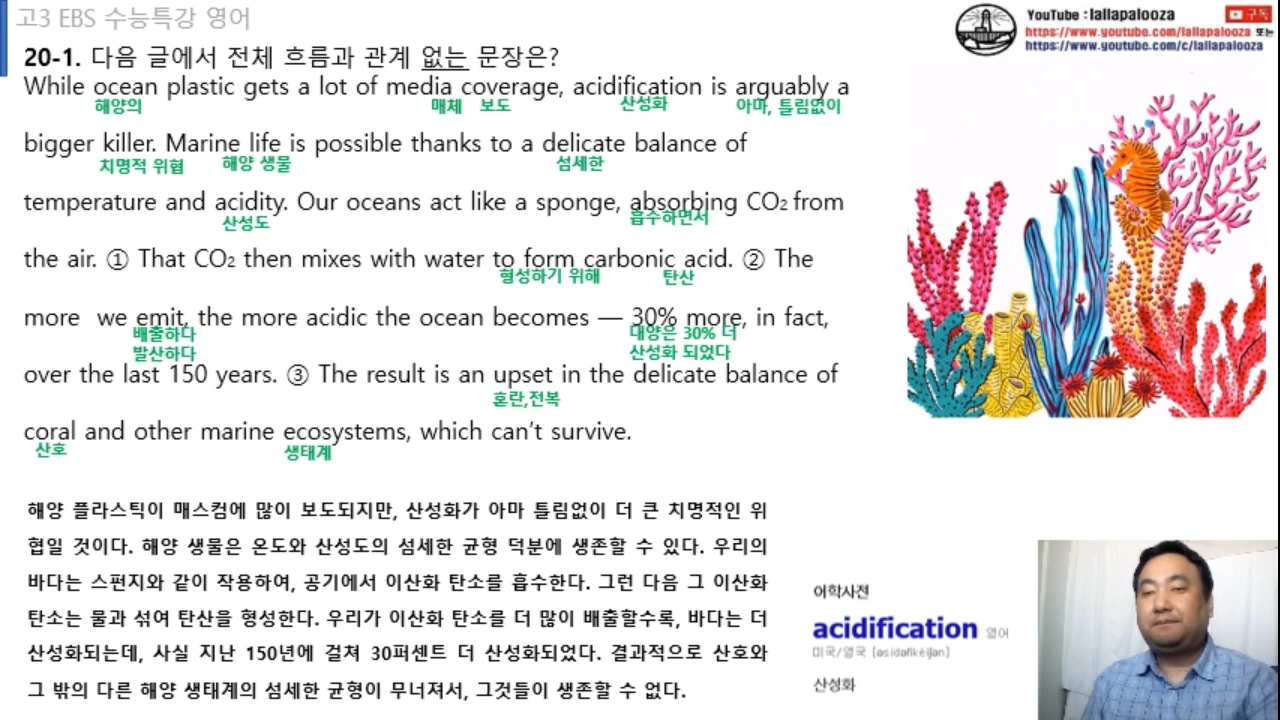 고3 EBS 수능특강 영어
YouTube : lallapalooza
구독
https://www.youtube.com/lallapalooza 또는
https://www.youtube.com/c/lallapalooza
20-1. 다음 글에서 전체 흐름과 관계 없는 문장은?
While ocean plastic gets a lot of media coverage, acidification is arguably a
해양의 매체 보도 산성화 아마, 틀림없이
bigger killer. Marine life is possible thanks to a delicate balance of
치명적 위협 해양 생물 섬세한
temperature and acidity. Our oceans act like a sponge, absorbing CO₂ from
산성도 흡수하면서
the air. ① That CO₂ then mixes with water to form carbonic acid. ② The
형성하기 위해 탄산
more we emit, the more acidic the ocean becomes — 30% more, in fact,
배출하다 대양은 30% 더
발산하다 산성화 되었다
over the last 150 years. ③ The result is an upset in the delicate balance of
혼란,전복
coral and other marine ecosystems, which can't survive.
산호 생태계
해양 플라스틱이 매스컴에 많이 보도되지만, 산성화가 아마 틀림없이 더 큰 치명적인 위
협일 것이다. 해양 생물은 온도와 산성도의 섬세한 균형 덕분에 생존할 수 있다. 우리의
바다는 스펀지와 같이 작용하여, 공기에서 이산화 탄소를 흡수한다. 그런 다음 그 이산화
탄소는 물과 섞여 탄산을 형성한다. 우리가 이산화 탄소를 더 많이 배출할수록, 바다는 더
산성화되는데, 사실 지난 150년에 걸쳐 30퍼센트 더 산성화되었다. 결과적으로 산호와
그 밖의 다른 해양 생태계의 섬세한 균형이 무너져서, 그것들이 생존할 수 없다.
어학사전
acidification 영어
미국/영국 [əsidəfikéiʃən]
산성화